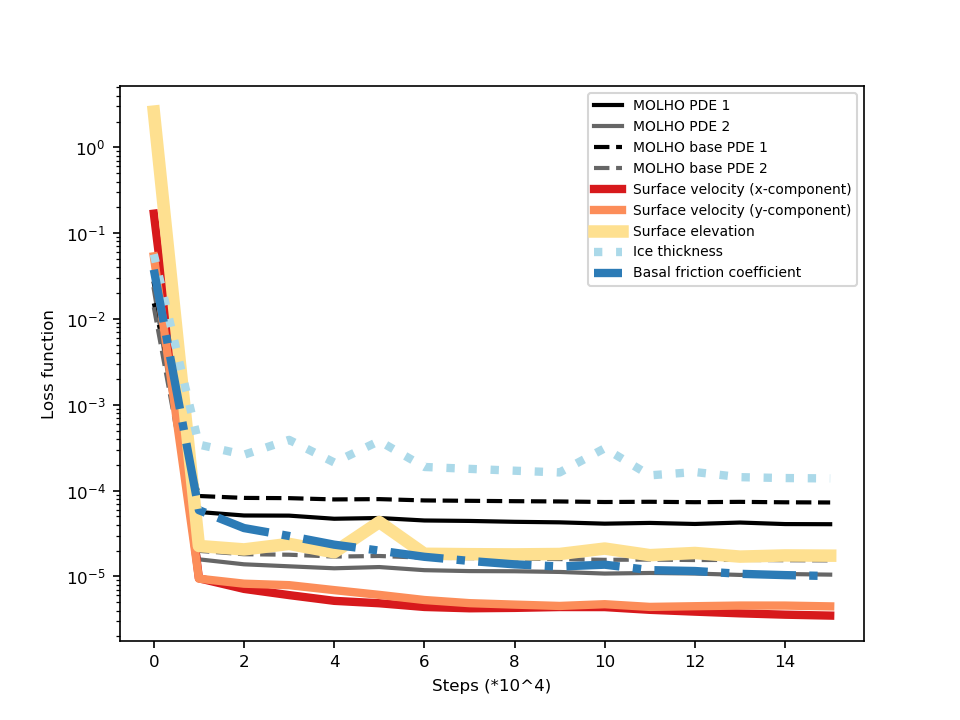 MOLHO PDE 1
MOLHO PDE 2
MOLHO base PDE 1
MOLHO base PDE 2
Surface velocity (x-component)
Surface velocity (y-component)
Surface elevation
Ice thickness
Basal friction coefficient
Loss function
10⁰
10⁻¹
10⁻²
10⁻³
10⁻⁴
10⁻⁵
0 2 4 6 8 10 12 14
Steps (*10^4)